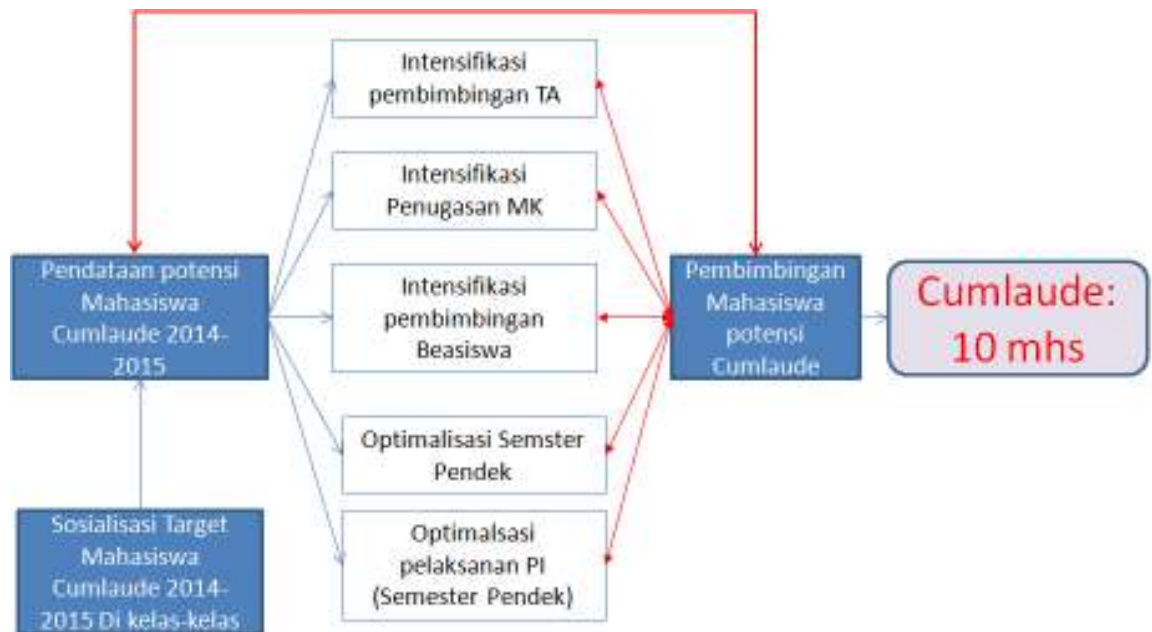 Intensifikasi
pembimbingan TA
Intensifikasi
Penugasan MK
Pendataan potensi
Mahasiswa
Cumlaude 2014-
2015
Intensifikasi
pembimbingan
Beasiswa
Pembimbingan
Mahasiswa
potensi
Cumlaude
Cumlaude:
10 mhs
Optimalisasi Semster
Pendek
Sosialisasi Target
Mahasiswa
Cumlaude 2014-
2015 Di kelas-kelas
Optimalsasi
pelaksanan PI
(Semester Pendek)